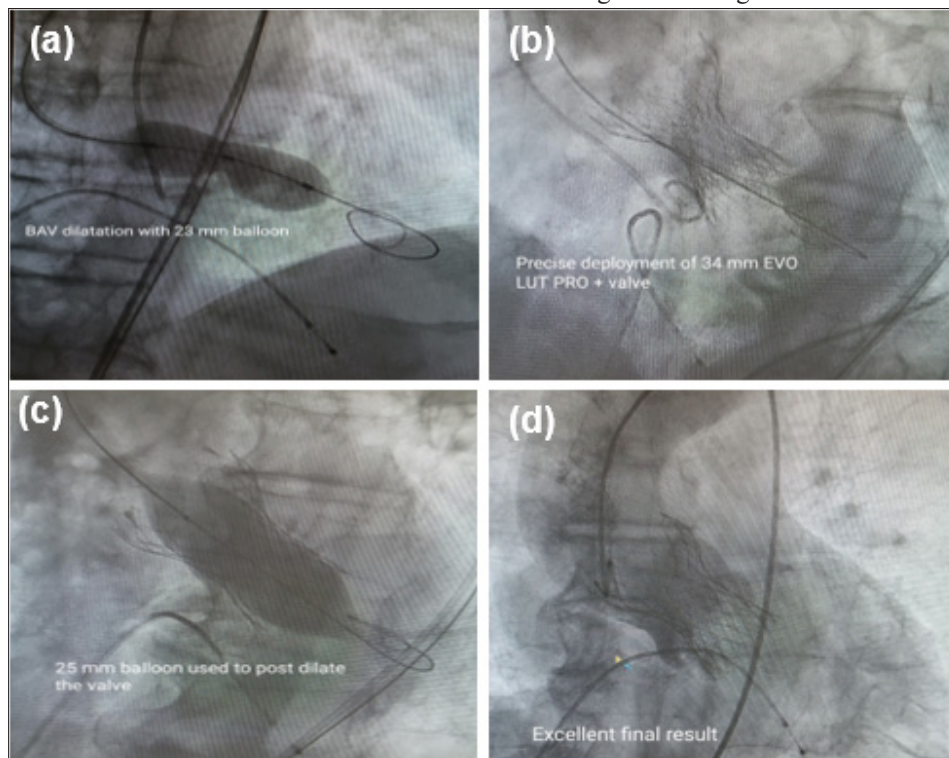 (a)
BAV dilatation with 23 mm balloon
(b)
Precise deployment of 34 mm EVO
LUT PRO + valve
(c)
25 mm balloon used to post dilate
the valve
(d)
Excellent final result